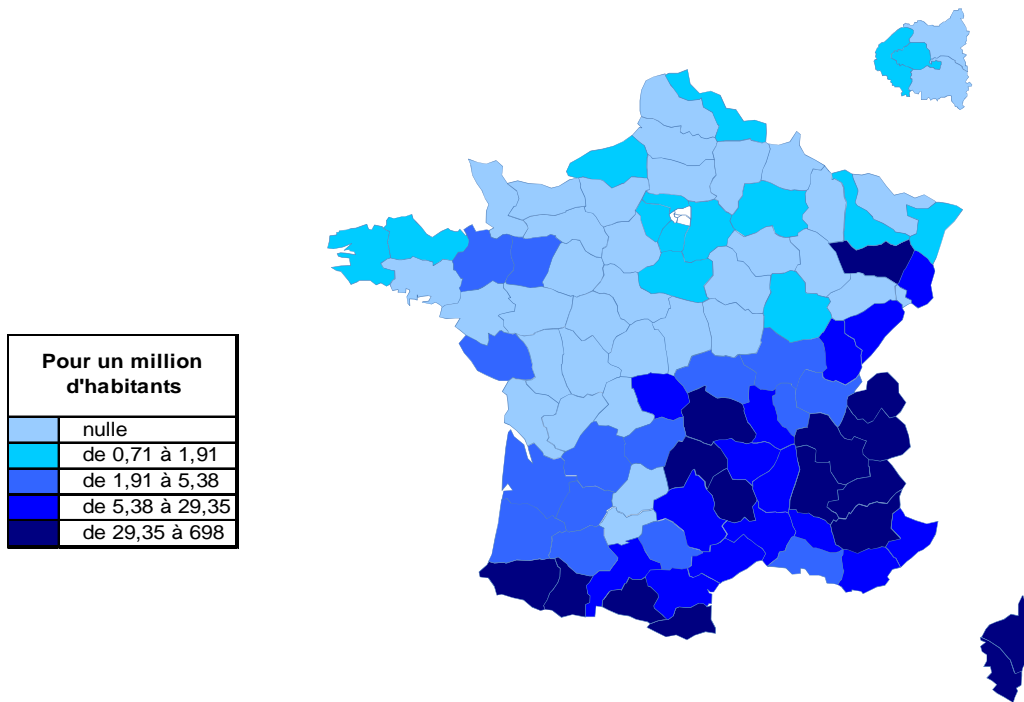 Pour un million
d'habitants
nulle
de 0,71 à 1,91
de 1,91 à 5,38
de 5,38 à 29,35
de 29,35 à 698